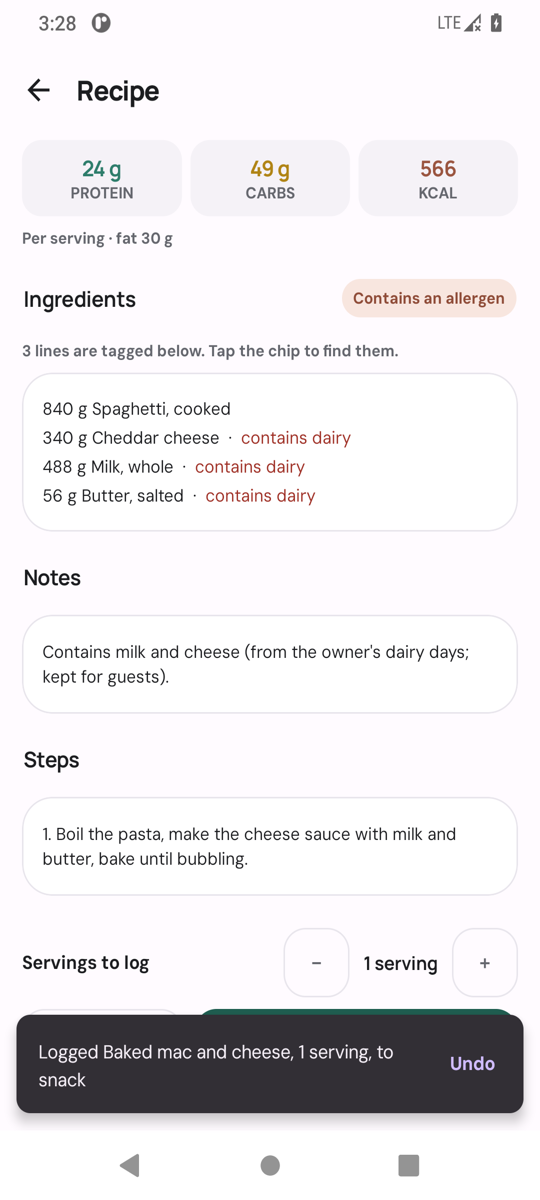 3:28
LTE
Recipe
24 g
PROTEIN
49 g
CARBS
566
KCAL
Per serving · fat 30 g
Ingredients
Contains an allergen
3 lines are tagged below. Tap the chip to find them.
840 g Spaghetti, cooked
340 g Cheddar cheese · contains dairy
488 g Milk, whole · contains dairy
56 g Butter, salted · contains dairy
Notes
Contains milk and cheese (from the owner's dairy days;
kept for guests).
Steps
1. Boil the pasta, make the cheese sauce with milk and
butter, bake until bubbling.
Servings to log
−
1 serving
+
Logged Baked mac and cheese, 1 serving, to
snack
Undo